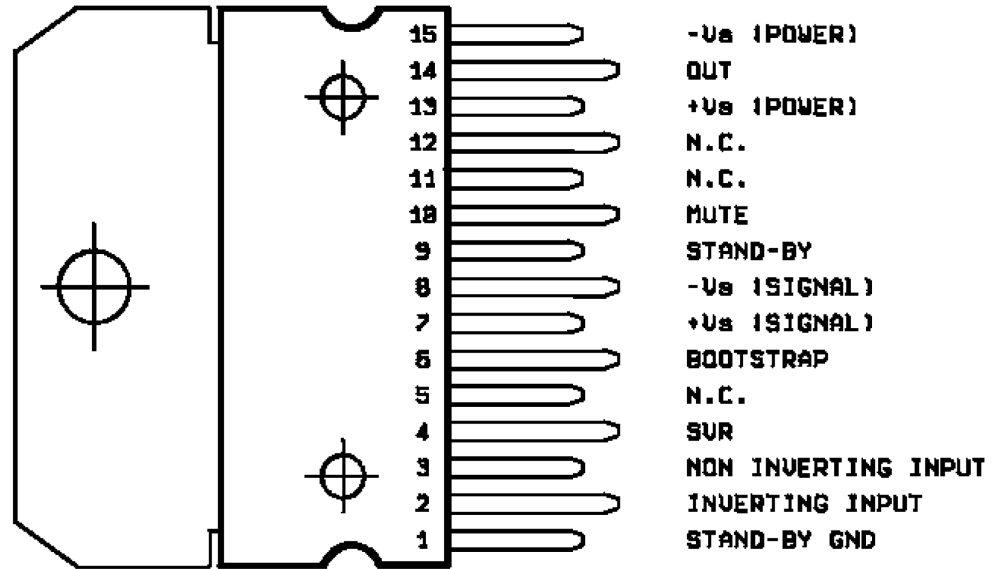 15 -Vs (POWER)
14 OUT
13 +Vs (POWER)
12 N.C.
11 N.C.
10 MUTE
9 STAND-BY
8 -Vs (SIGNAL)
7 +Vs (SIGNAL)
6 BOOTSTRAP
5 N.C.
4 SVR
3 NON INVERTING INPUT
2 INVERTING INPUT
1 STAND-BY GND